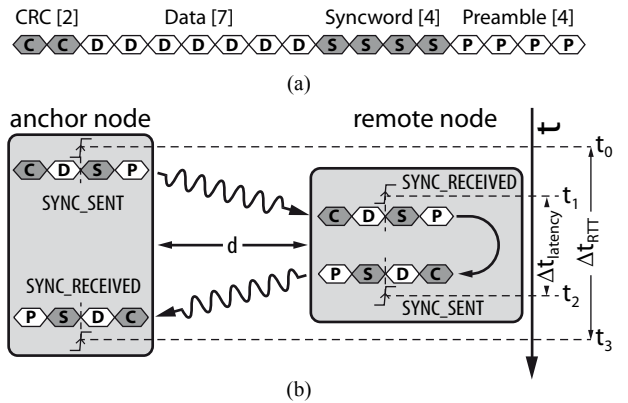 CRC [2] Data [7] Syncword [4] Preamble [4]
C C D D D D D D D S S S S P P P P
(a)
anchor node remote node t
t0
C D S P SYNC_RECEIVED
SYNC_SENT t1
C D S P
d Δtlatency ΔtRTT
SYNC_RECEIVED P S D C
t2
P S D C SYNC_SENT
t3
(b)